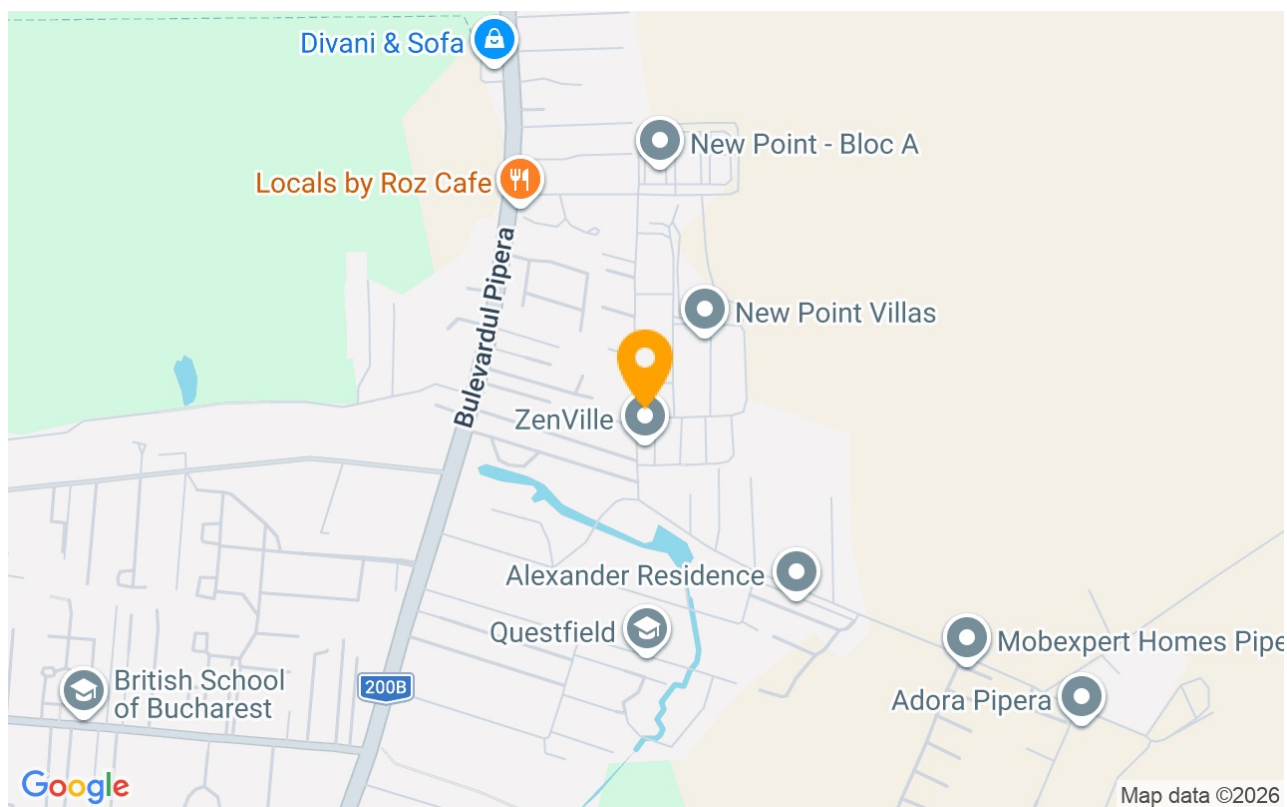 Divani & Sofa
New Point - Bloc A
Locals by Roz Cafe
Bulevardul Pipera
New Point Villas
ZenVille
Alexander Residence
Questfield
Mobexpert Homes Pipe
British School
of Bucharest
200B
Adora Pipera
Google
Map data ©2026